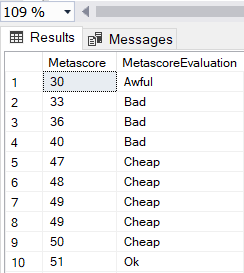 109 %
Results Messages
Metascore MetascoreEvaluation
1 30 Awful
2 33 Bad
3 36 Bad
4 40 Bad
5 47 Cheap
6 48 Cheap
7 49 Cheap
8 49 Cheap
9 50 Cheap
10 51 Ok